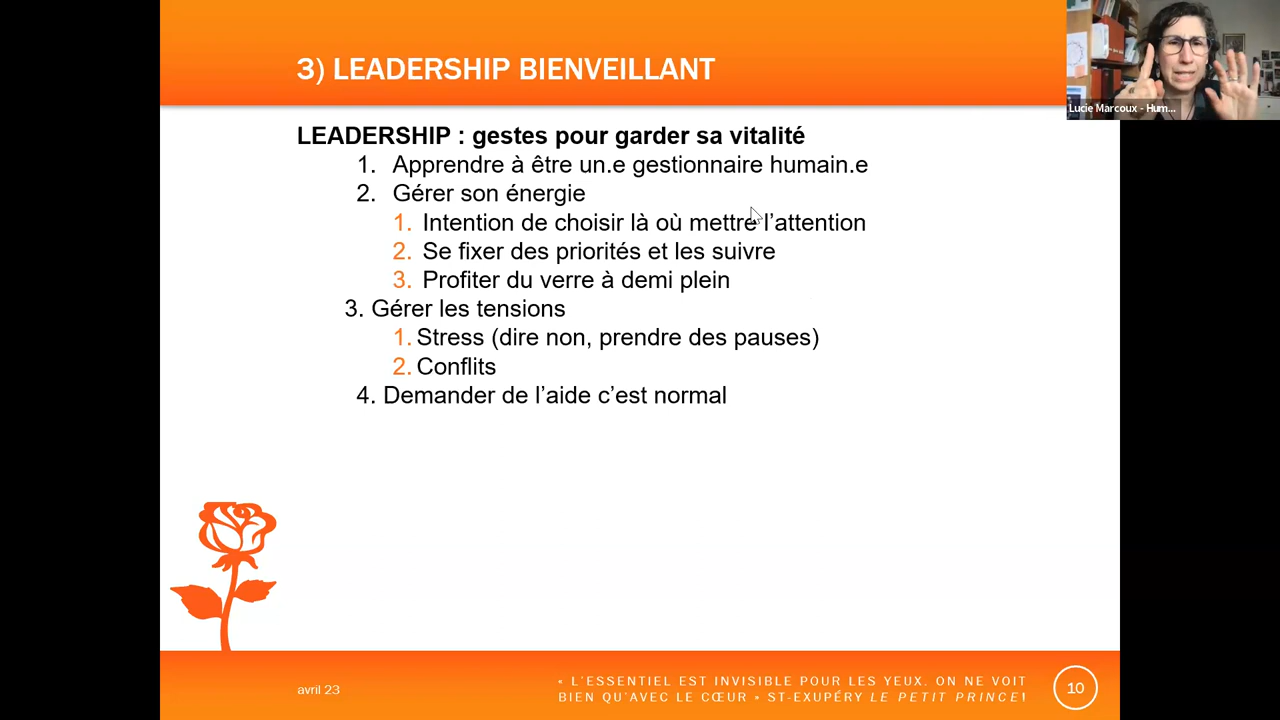 3) LEADERSHIP BIENVEILLANT
Lucie Marcoux - Hum...
LEADERSHIP : gestes pour garder sa vitalité
1. Apprendre à être un.e gestionnaire humain.e
2. Gérer son énergie
1. Intention de choisir là où mettre l’attention
2. Se fixer des priorités et les suivre
3. Profiter du verre à demi plein
3. Gérer les tensions
1. Stress (dire non, prendre des pauses)
2. Conflits
4. Demander de l’aide c’est normal
avril 23
« L'ESSENTIEL EST INVISIBLE POUR LES YEUX. ON NE VOIT
BIEN QU'AVEC LE CŒUR » ST-EXUPÉRY LE PETIT PRINCE!
10